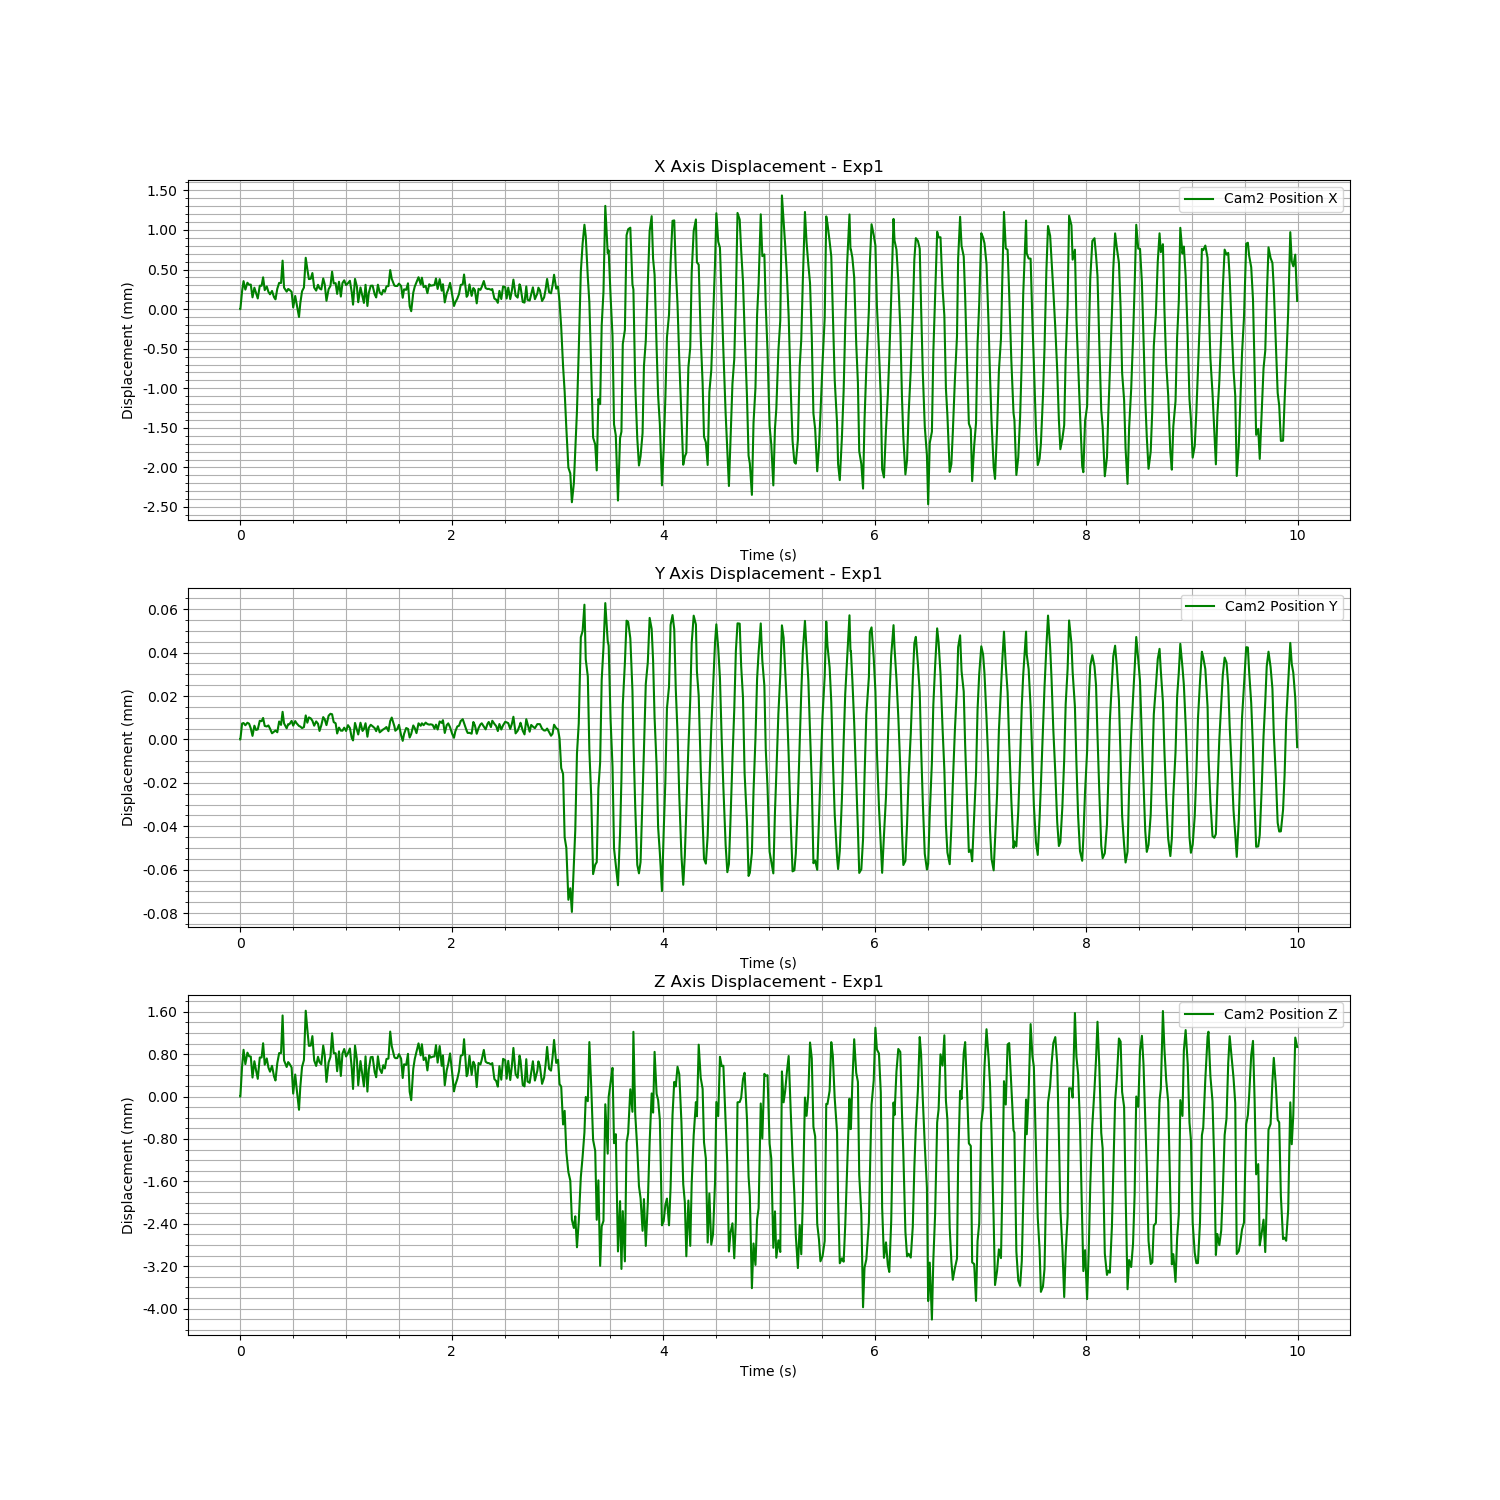 X Axis Displacement - Exp1
1.50
1.00
0.50
0.00
-0.50
-1.00
-1.50
-2.00
-2.50
Displacement (mm)
Cam2 Position X
0 2 4 6 8 10
Time (s)
Y Axis Displacement - Exp1
0.06
0.04
0.02
0.00
-0.02
-0.04
-0.06
-0.08
Displacement (mm)
Cam2 Position Y
0 2 4 6 8 10
Time (s)
Z Axis Displacement - Exp1
1.60
0.80
0.00
-0.80
-1.60
-2.40
-3.20
-4.00
Displacement (mm)
Cam2 Position Z
0 2 4 6 8 10
Time (s)